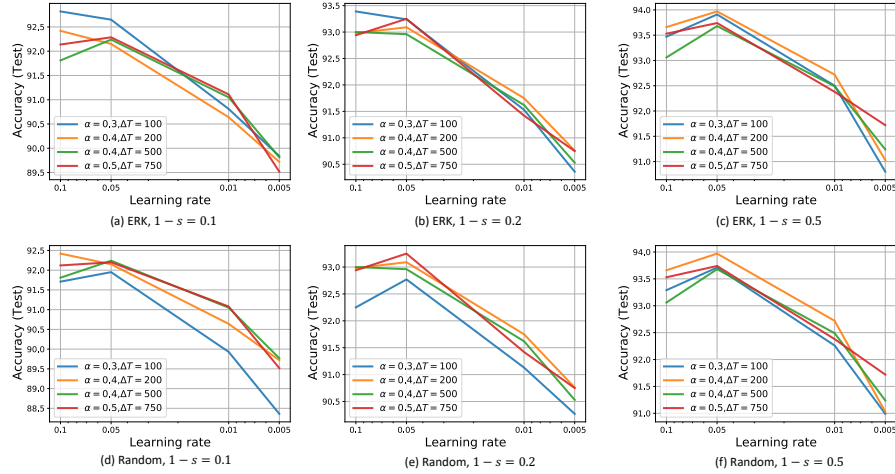 Accuracy (Test)
92.5
92.0
91.5
91.0
90.5
90.0
89.5
α = 0.3,ΔT = 100
α = 0.4,ΔT = 200
α = 0.4,ΔT = 500
α = 0.5,ΔT = 750
0.1
0.05
0.01
0.005
Learning rate
(a) ERK, 1 − s = 0.1
Accuracy (Test)
93.5
93.0
92.5
92.0
91.5
91.0
90.5
α = 0.3,ΔT = 100
α = 0.4,ΔT = 200
α = 0.4,ΔT = 500
α = 0.5,ΔT = 750
0.1
0.05
0.01
0.005
Learning rate
(b) ERK, 1 − s = 0.2
Accuracy (Test)
94.0
93.5
93.0
92.5
92.0
91.5
91.0
α = 0.3,ΔT = 100
α = 0.4,ΔT = 200
α = 0.4,ΔT = 500
α = 0.5,ΔT = 750
0.1
0.05
0.01
0.005
Learning rate
(c) ERK, 1 − s = 0.5
Accuracy (Test)
92.5
92.0
91.5
91.0
90.5
90.0
89.5
89.0
88.5
α = 0.3,ΔT = 100
α = 0.4,ΔT = 200
α = 0.4,ΔT = 500
α = 0.5,ΔT = 750
0.1
0.05
0.01
0.005
Learning rate
(d) Random, 1 − s = 0.1
Accuracy (Test)
93.0
92.5
92.0
91.5
91.0
90.5
α = 0.3,ΔT = 100
α = 0.4,ΔT = 200
α = 0.4,ΔT = 500
α = 0.5,ΔT = 750
0.1
0.05
0.01
0.005
Learning rate
(e) Random, 1 − s = 0.2
Accuracy (Test)
94.0
93.5
93.0
92.5
92.0
91.5
91.0
α = 0.3,ΔT = 100
α = 0.4,ΔT = 200
α = 0.4,ΔT = 500
α = 0.5,ΔT = 750
0.1
0.05
0.01
0.005
Learning rate
(f) Random, 1 − s = 0.5